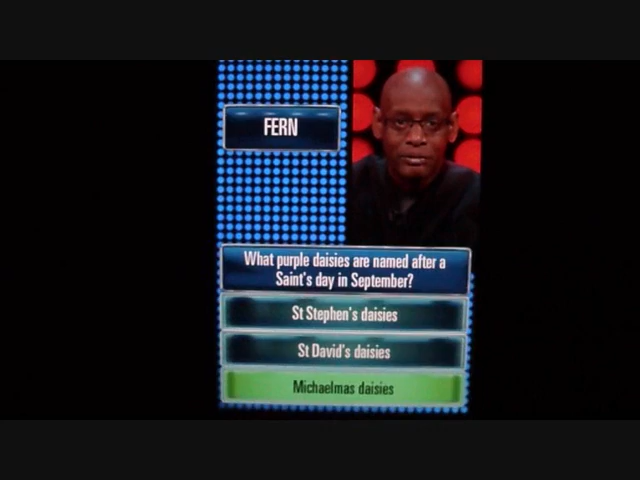 FERN
What purple daisies are named after a
Saint's day in September?
St Stephen's daisies
St David's daisies
Michaelmas daisies